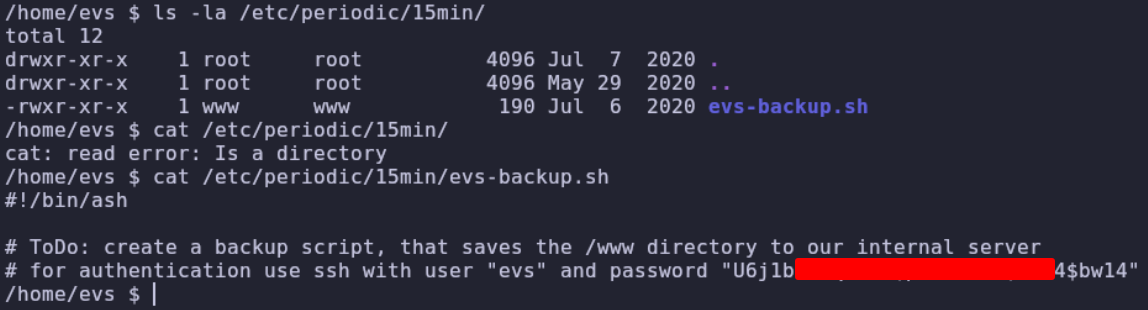 /home/evs $ ls -la /etc/periodic/15min/
total 12
drwxr-xr-x    1 root     root          4096 Jul  7  2020 .
drwxr-xr-x    1 root     root          4096 May 29  2020 ..
-rwxr-xr-x    1 www      www            190 Jul  6  2020 evs-backup.sh
/home/evs $ cat /etc/periodic/15min/
cat: read error: Is a directory
/home/evs $ cat /etc/periodic/15min/evs-backup.sh
#!/bin/ash
# ToDo: create a backup script, that saves the /www directory to our internal server
# for authentication use ssh with user "evs" and password "U6j1b 4$bw14"
/home/evs $